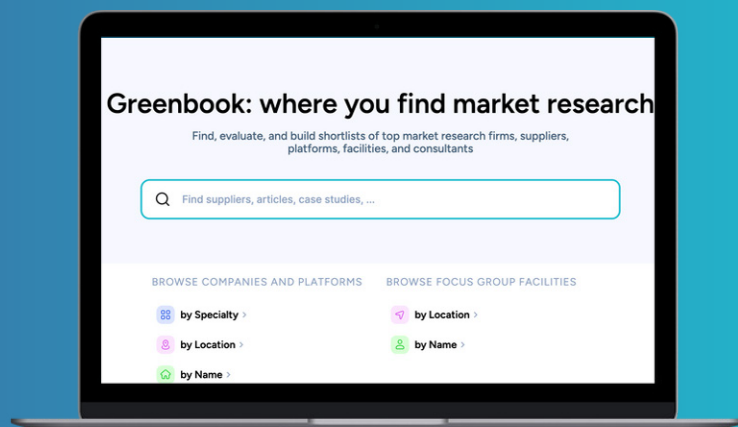 Greenbook: where you find market research
Find, evaluate, and build shortlists of top market research firms, suppliers,
platforms, facilities, and consultants
Find suppliers, articles, case studies, ...
BROWSE COMPANIES AND PLATFORMS
by Specialty >
by Location >
by Name >
BROWSE FOCUS GROUP FACILITIES
by Location >
by Name >